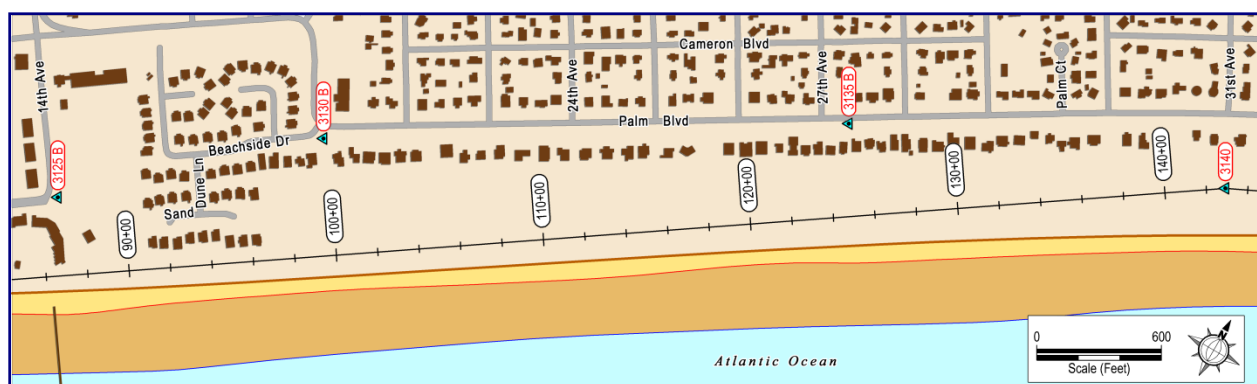 Cameron Blvd
14th Ave
24th Ave
27th Ave
Palm Ct
31st Ave
3130 B
3135 B
Palm Blvd
Beachside Dr
3125 B
Sand Dune Ln
3140
90+00
100+00
110+00
120+00
130+00
140+00
0
600
Scale (Feet)
Atlantic Ocean